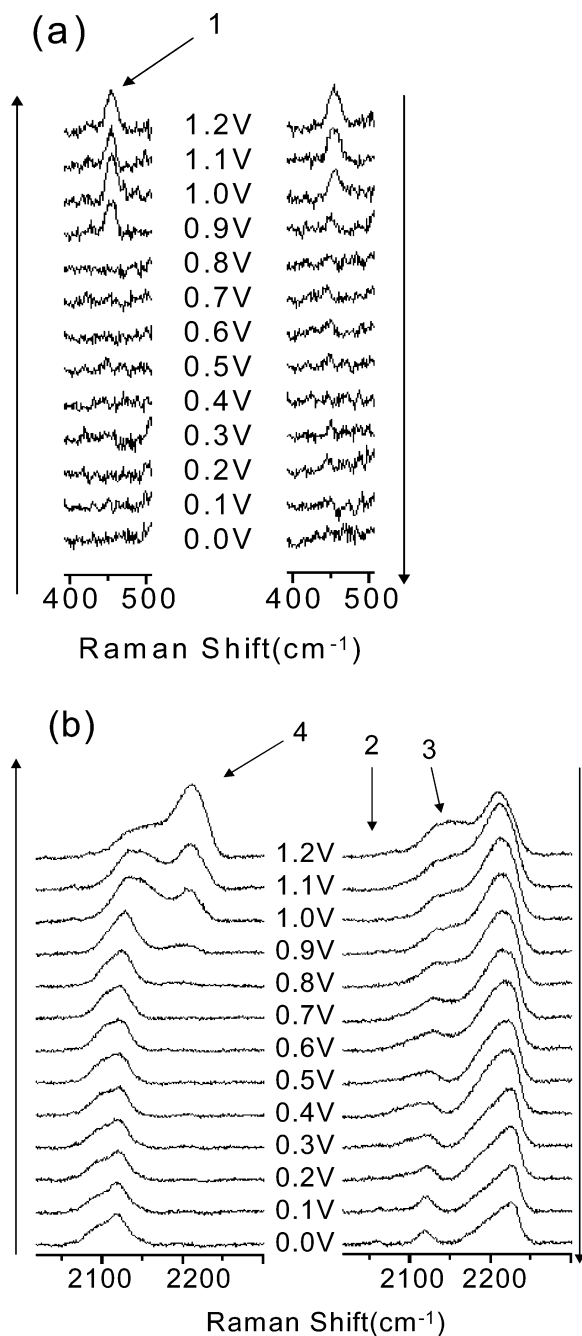 (a)
1
1.2V
1.1V
1.0V
0.9V
0.8V
0.7V
0.6V
0.5V
0.4V
0.3V
0.2V
0.1V
0.0V
400 500 400 500
Raman Shift(cm-1)
(b)
4 2 3
1.2V
1.1V
1.0V
0.9V
0.8V
0.7V
0.6V
0.5V
0.4V
0.3V
0.2V
0.1V
0.0V
2100 2200 2100 2200
Raman Shift(cm-1)